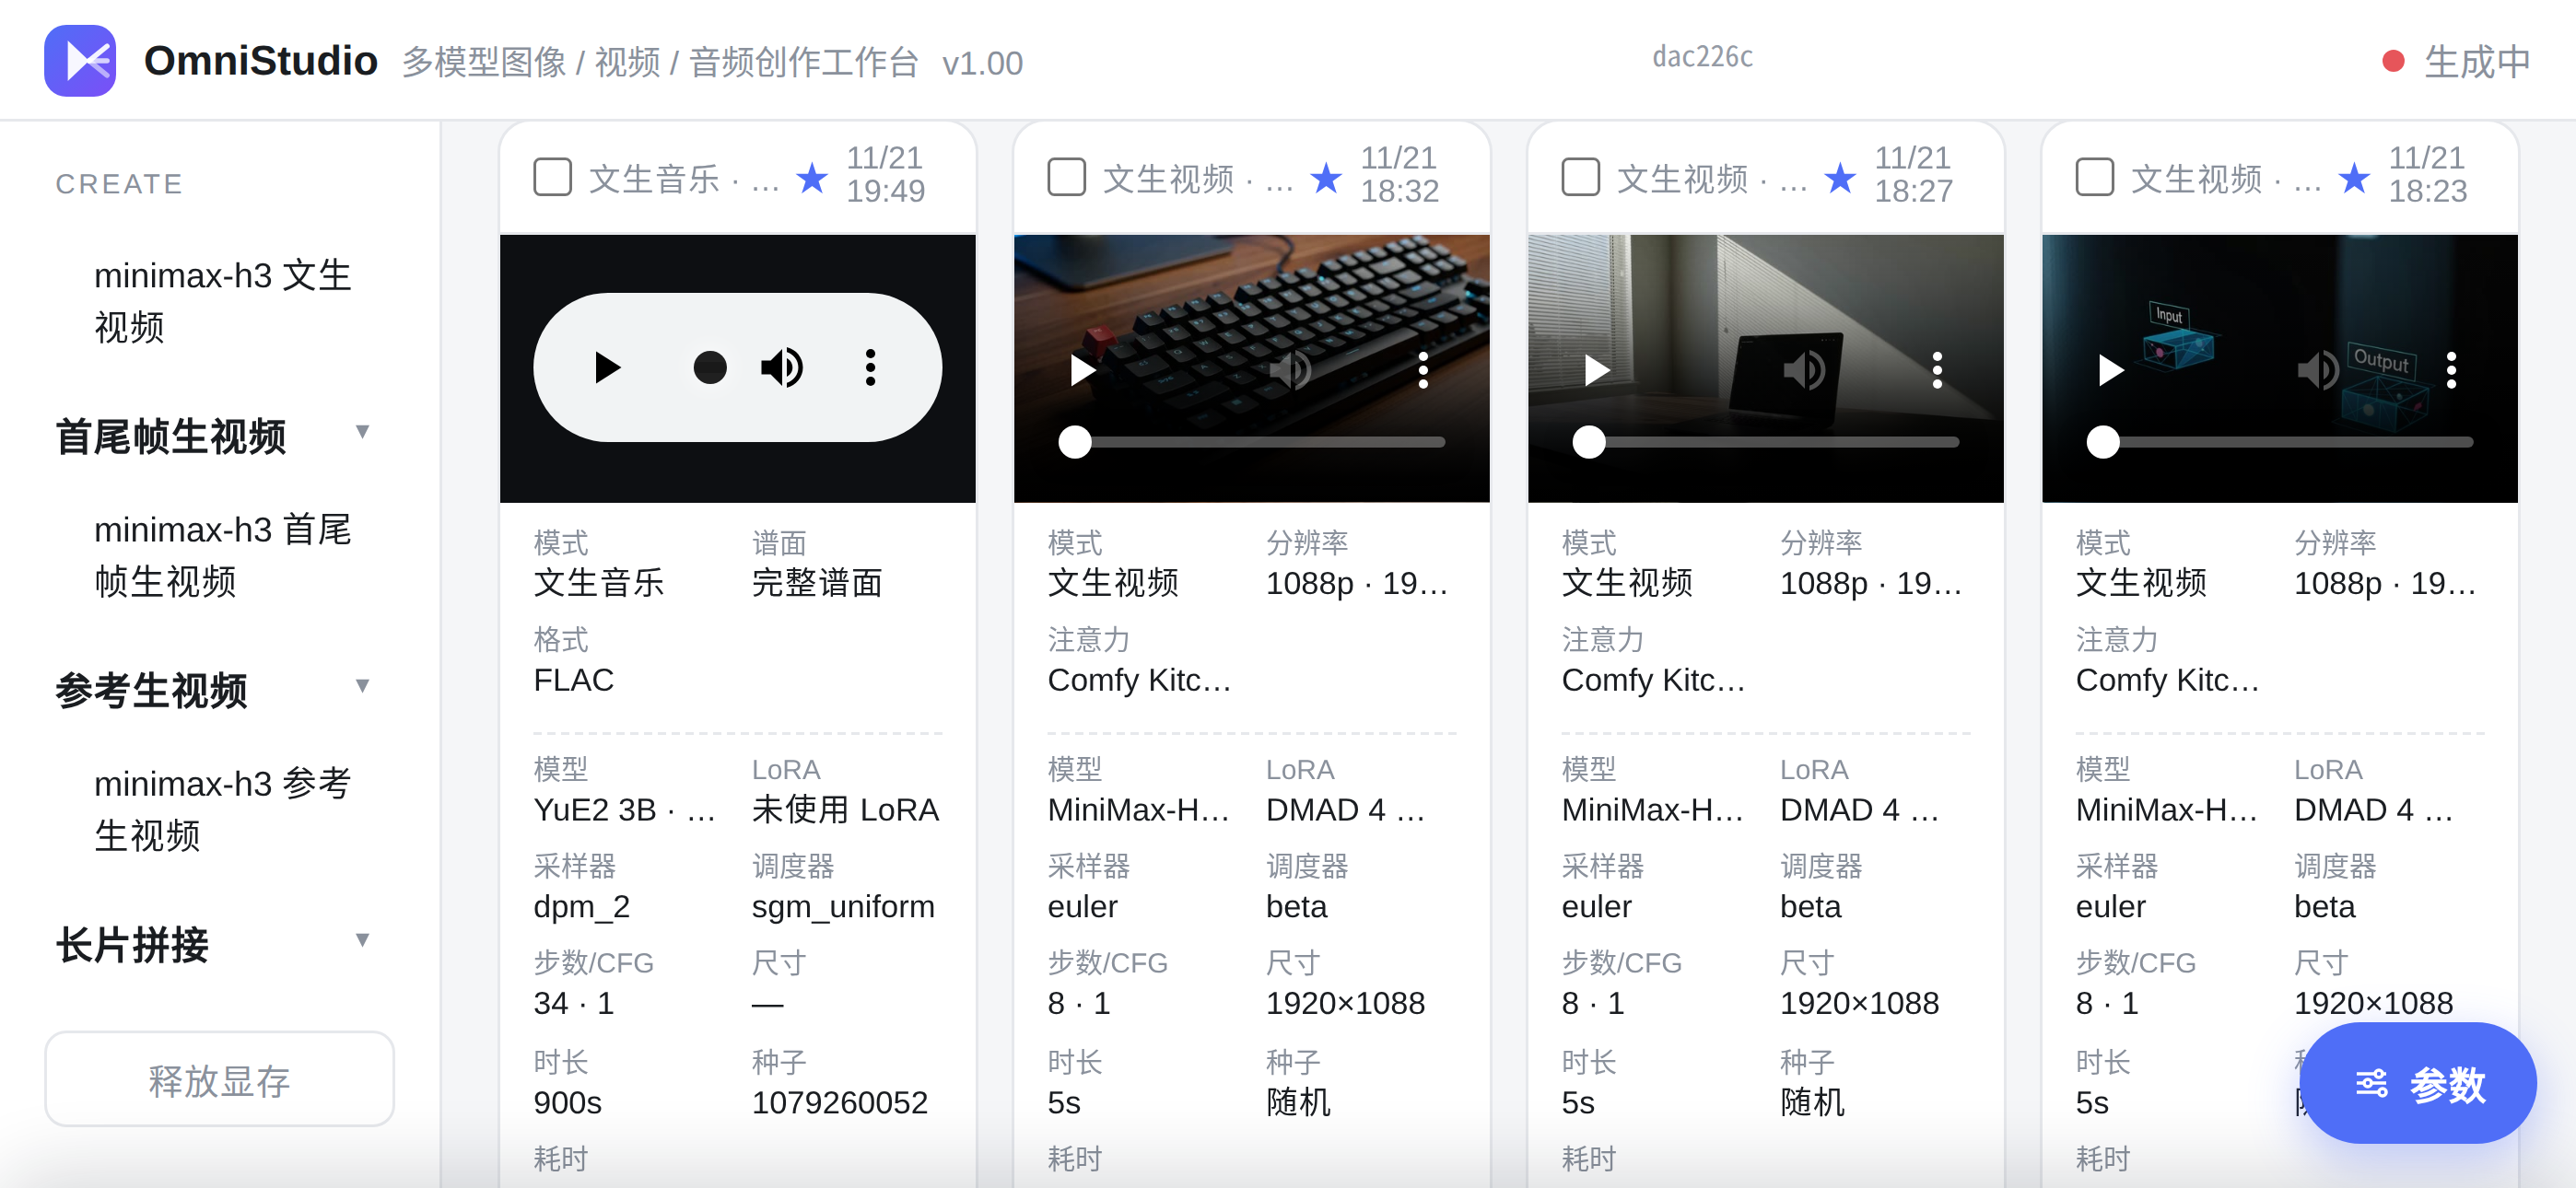 OmniStudio 多模型图像 / 视频 / 音频创作工作台 v1.00
dac226c
生成中
CREATE
minimax-h3 文生
视频
首尾帧生视频 ▼
minimax-h3 首尾
帧生视频
参考生视频 ▼
minimax-h3 参考
生视频
长片拼接 ▼
释放显存
文生音乐 · … ★ 11/21
19:49
模式 谱面
文生音乐 完整谱面
格式
FLAC
模型 LoRA
YuE2 3B · … 未使用 LoRA
采样器 调度器
dpm_2 sgm_uniform
步数/CFG 尺寸
34 · 1 —
时长 种子
900s 1079260052
耗时
文生视频 · … ★ 11/21
18:32
模式 分辨率
文生视频 1088p · 19…
注意力
Comfy Kitc…
模型 LoRA
MiniMax-H… DMAD 4 …
采样器 调度器
euler beta
步数/CFG 尺寸
8 · 1 1920×1088
时长 种子
5s 随机
耗时
文生视频 · … ★ 11/21
18:27
模式 分辨率
文生视频 1088p · 19…
注意力
Comfy Kitc…
模型 LoRA
MiniMax-H… DMAD 4 …
采样器 调度器
euler beta
步数/CFG 尺寸
8 · 1 1920×1088
时长 种子
5s 随机
耗时
文生视频 · … ★ 11/21
18:23
Input
Output
模式 分辨率
文生视频 1088p · 19…
注意力
Comfy Kitc…
模型 LoRA
MiniMax-H… DMAD 4 …
采样器 调度器
euler beta
步数/CFG 尺寸
8 · 1 1920×1088
时长
5s
耗时
参数